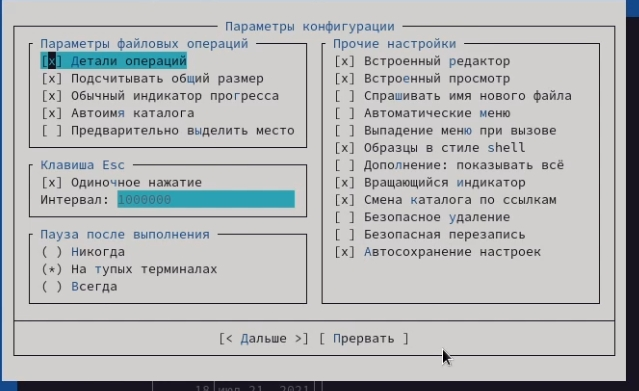 Параметры конфигурации
Параметры файловых операций
[x] Детали операций
[x] Подсчитывать общий размер
[x] Обычный индикатор прогресса
[x] Автоимя каталога
[ ] Предварительно выделить место
Клавиша Esc
[x] Одиночное нажатие
Интервал: 1000000
Пауза после выполнения
( ) Никогда
(*) На тупых терминалах
( ) Всегда
Прочие настройки
[x] Встроенный редактор
[x] Встроенный просмотр
[ ] Спрашивать имя нового файла
[ ] Автоматические меню
[ ] Выпадение меню при вызове
[x] Образцы в стиле shell
[ ] Дополнение: показывать всё
[x] Вращающийся индикатор
[x] Смена каталога по ссылкам
[ ] Безопасное удаление
[ ] Безопасная перезапись
[x] Автосохранение настроек
[< Дальше >] [ Прервать ]
18 июл 21, 2021